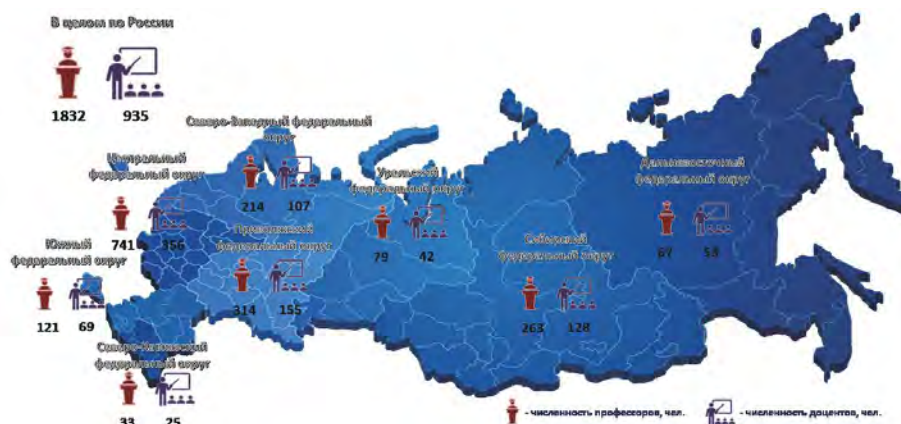 В целом по России
1832 935
Северо-Западный федеральный
округ
214 107
Центральный
федеральный округ
741 356
Уральский
федеральный округ
79 42
Дальневосточный
федеральный округ
67 53
Южный
федеральный округ
121 69
Приволжский
федеральный округ
314 155
Сибирский
федеральный округ
263 128
Северо-Кавказский
федеральный округ
33 25
- численность профессоров, чел.
- численность доцентов, чел.